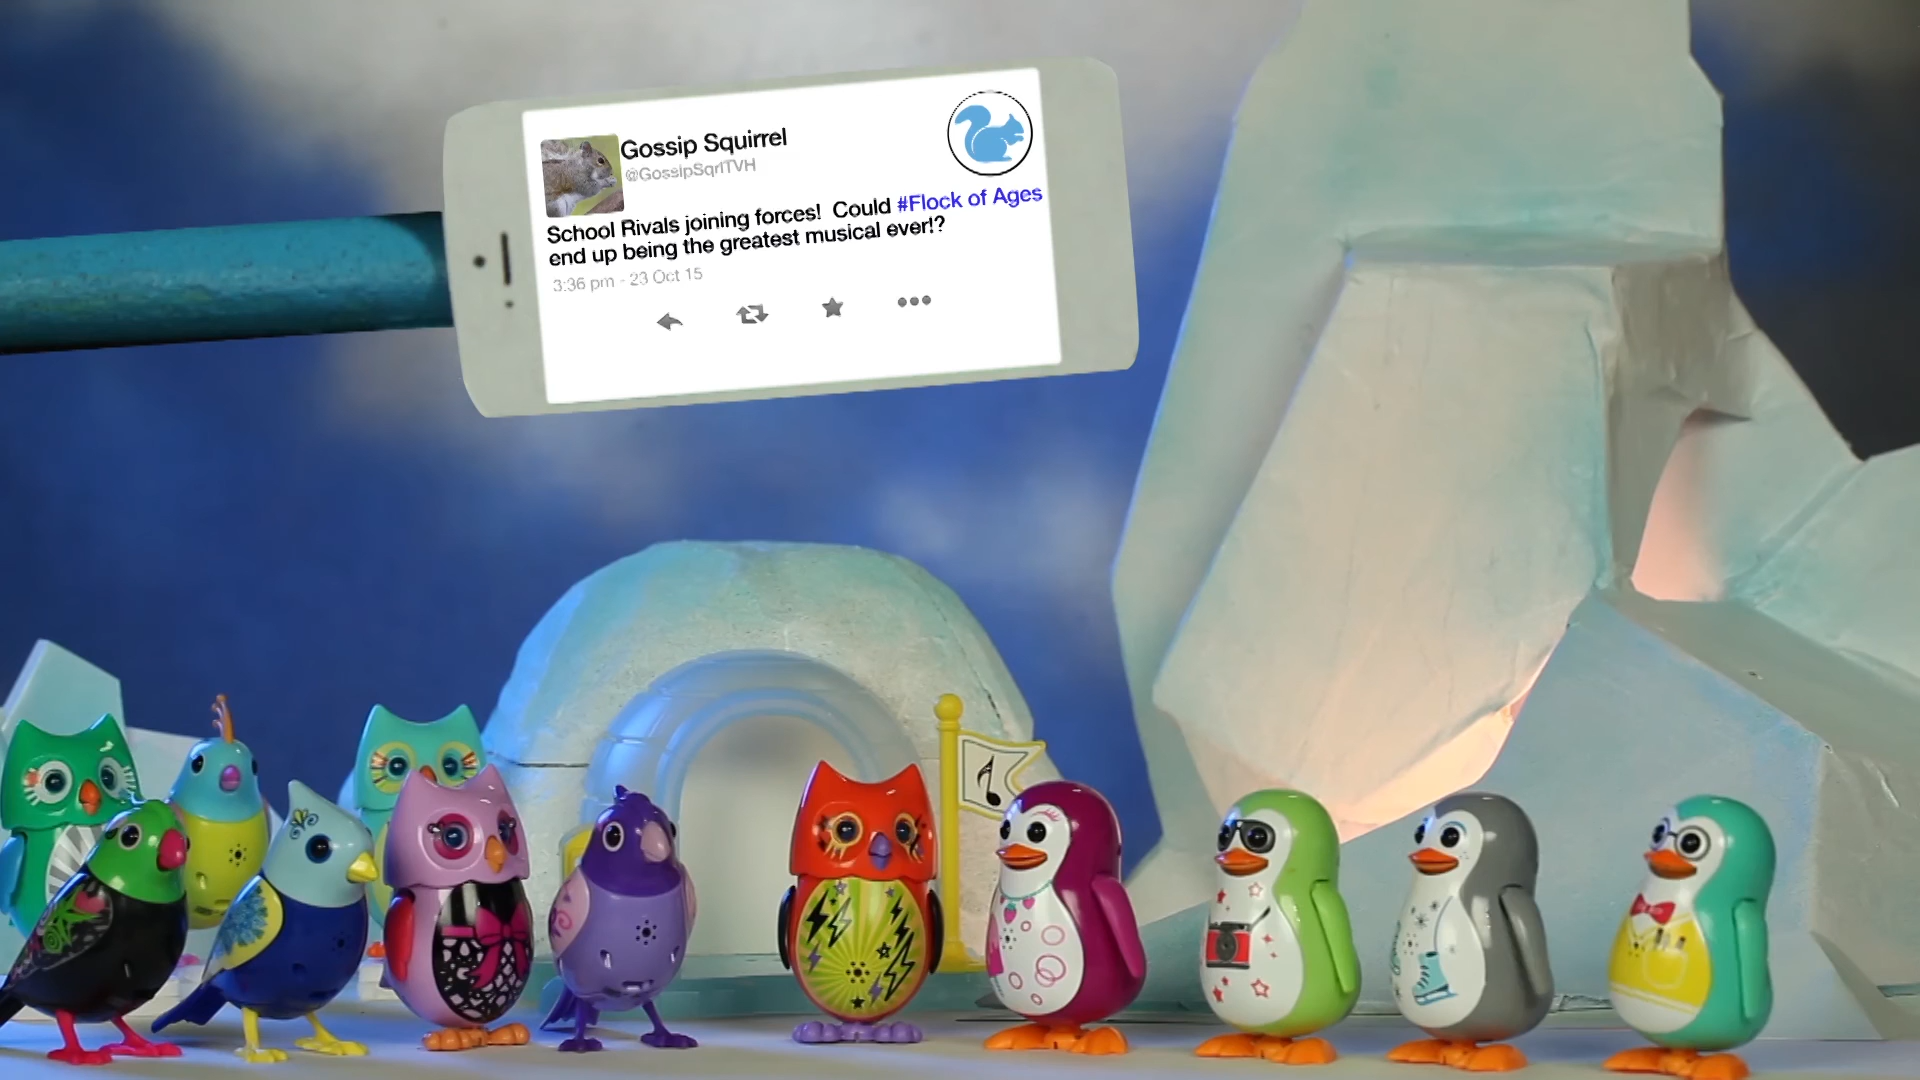 Gossip Squirrel
@GossipSqrlTVH
School Rivals joining forces!  Could #Flock of Ages
end up being the greatest musical ever!?
3:36 pm - 23 Oct 15